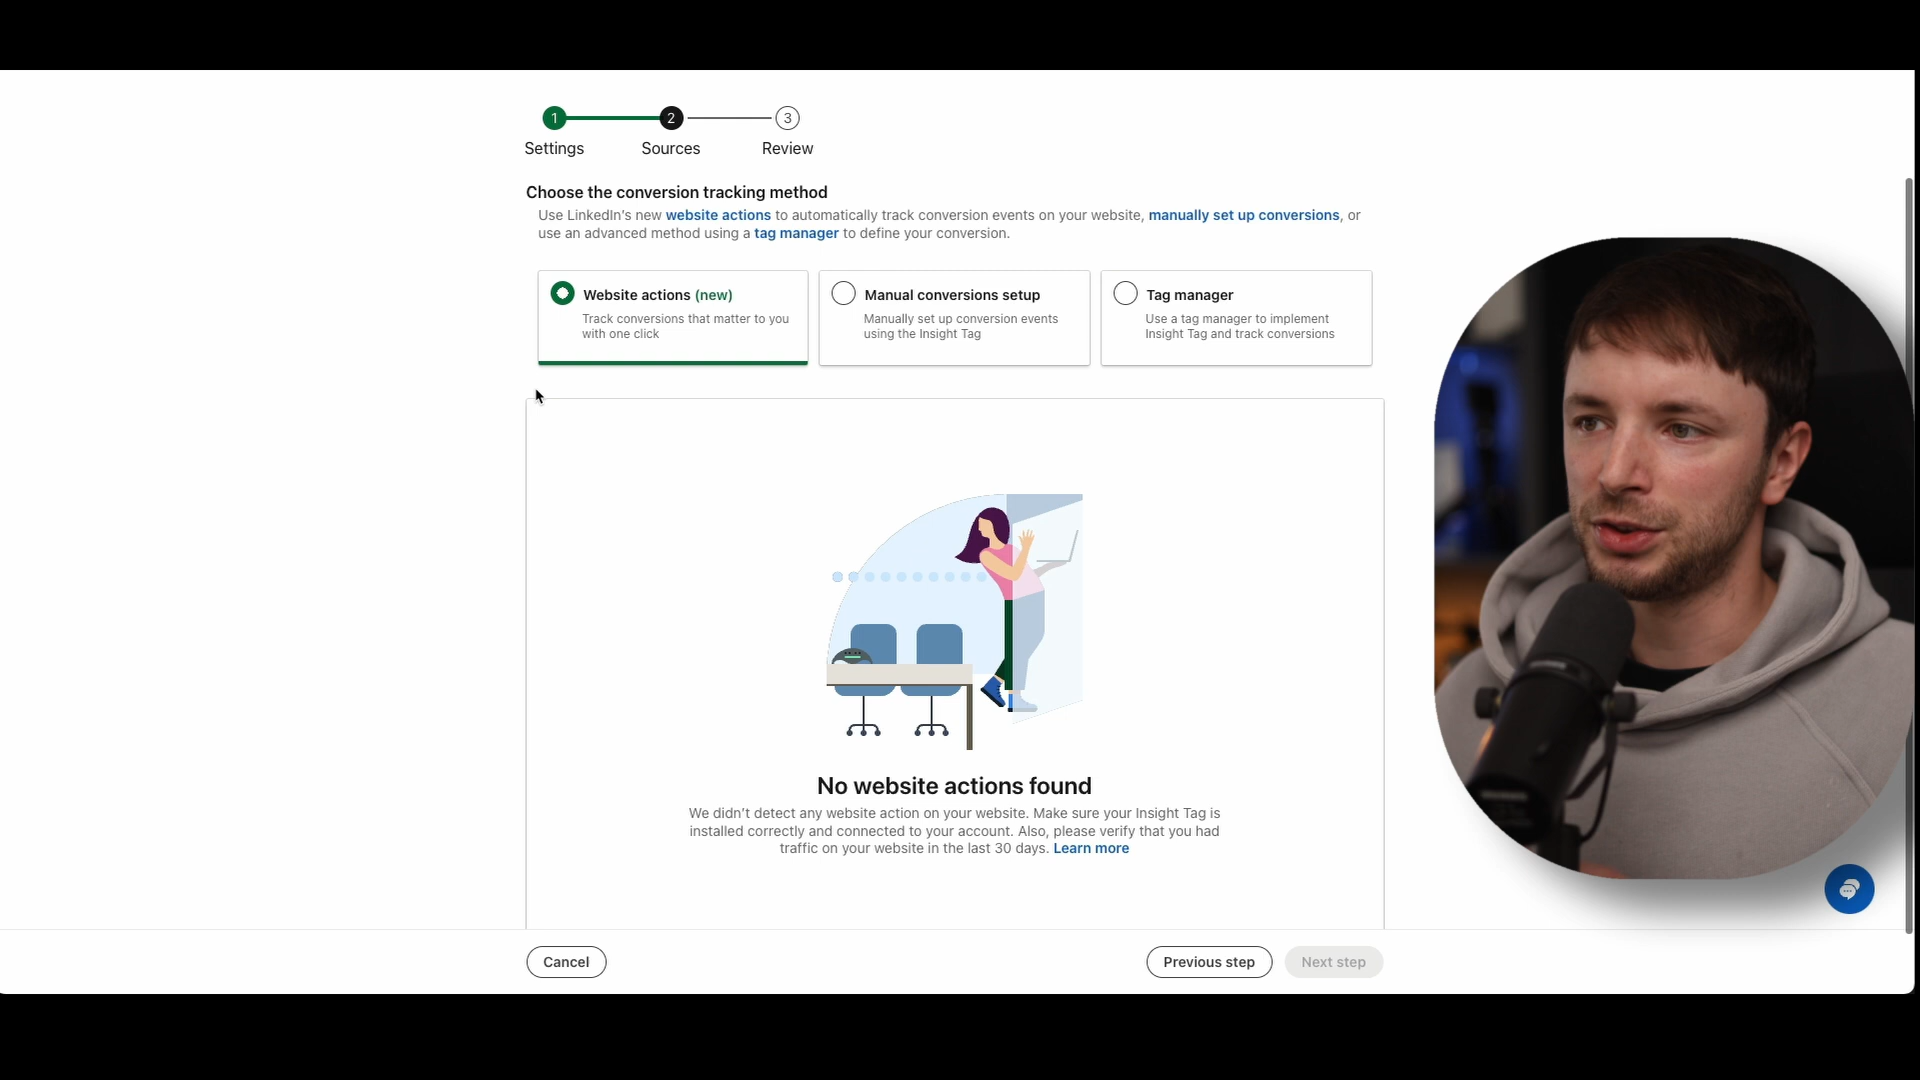 1
2
3
Settings
Sources
Review
Choose the conversion tracking method
Use LinkedIn's new website actions to automatically track conversion events on your website, manually set up conversions, or
use an advanced method using a tag manager to define your conversion.
Website actions (new)
Track conversions that matter to you
with one click
Manual conversions setup
Manually set up conversion events
using the Insight Tag
Tag manager
Use a tag manager to implement
Insight Tag and track conversions
No website actions found
We didn't detect any website action on your website. Make sure your Insight Tag is
installed correctly and connected to your account. Also, please verify that you had
traffic on your website in the last 30 days. Learn more
Cancel
Previous step
Next step